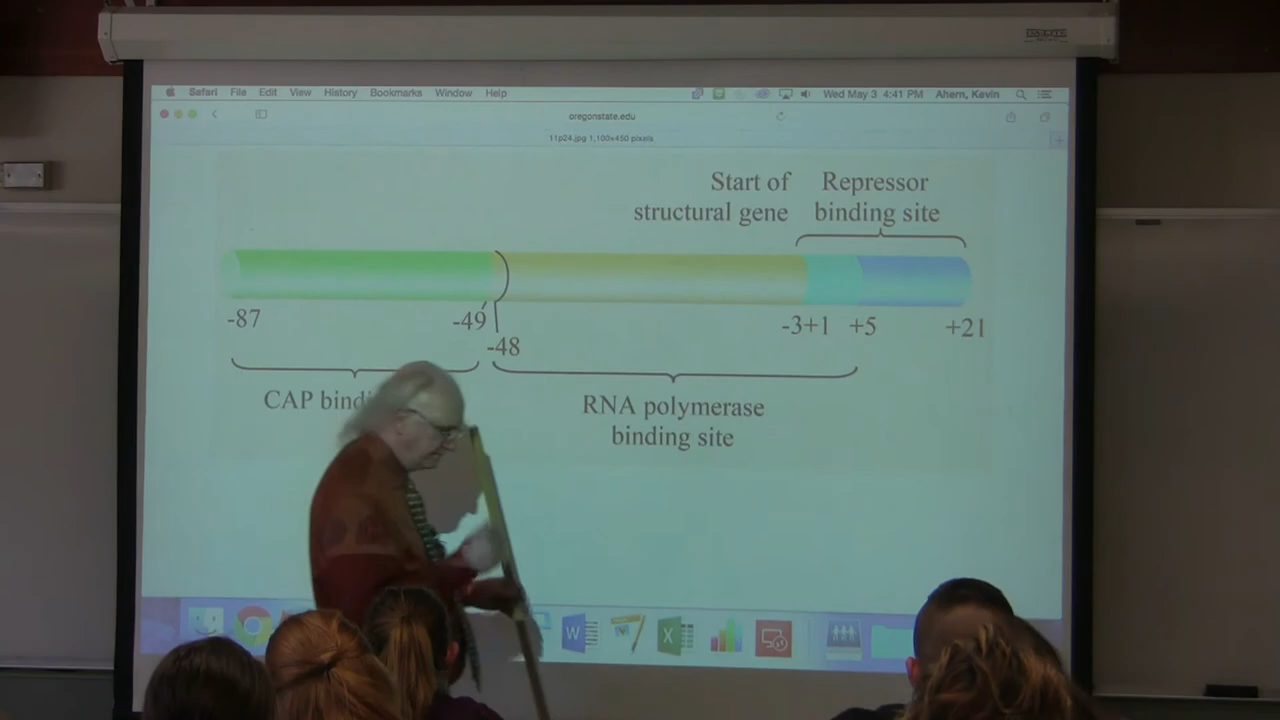 Safari File Edit View History Bookmarks Window Help Wed May 3 4:41 PM Ahern, Kevin
oregonstate.edu
11p24.jpg 1,100×450 pixels
Start of
structural gene
Repressor
binding site
-87
-49
-48
-3+1
+5
+21
CAP bindi
RNA polymerase
binding site